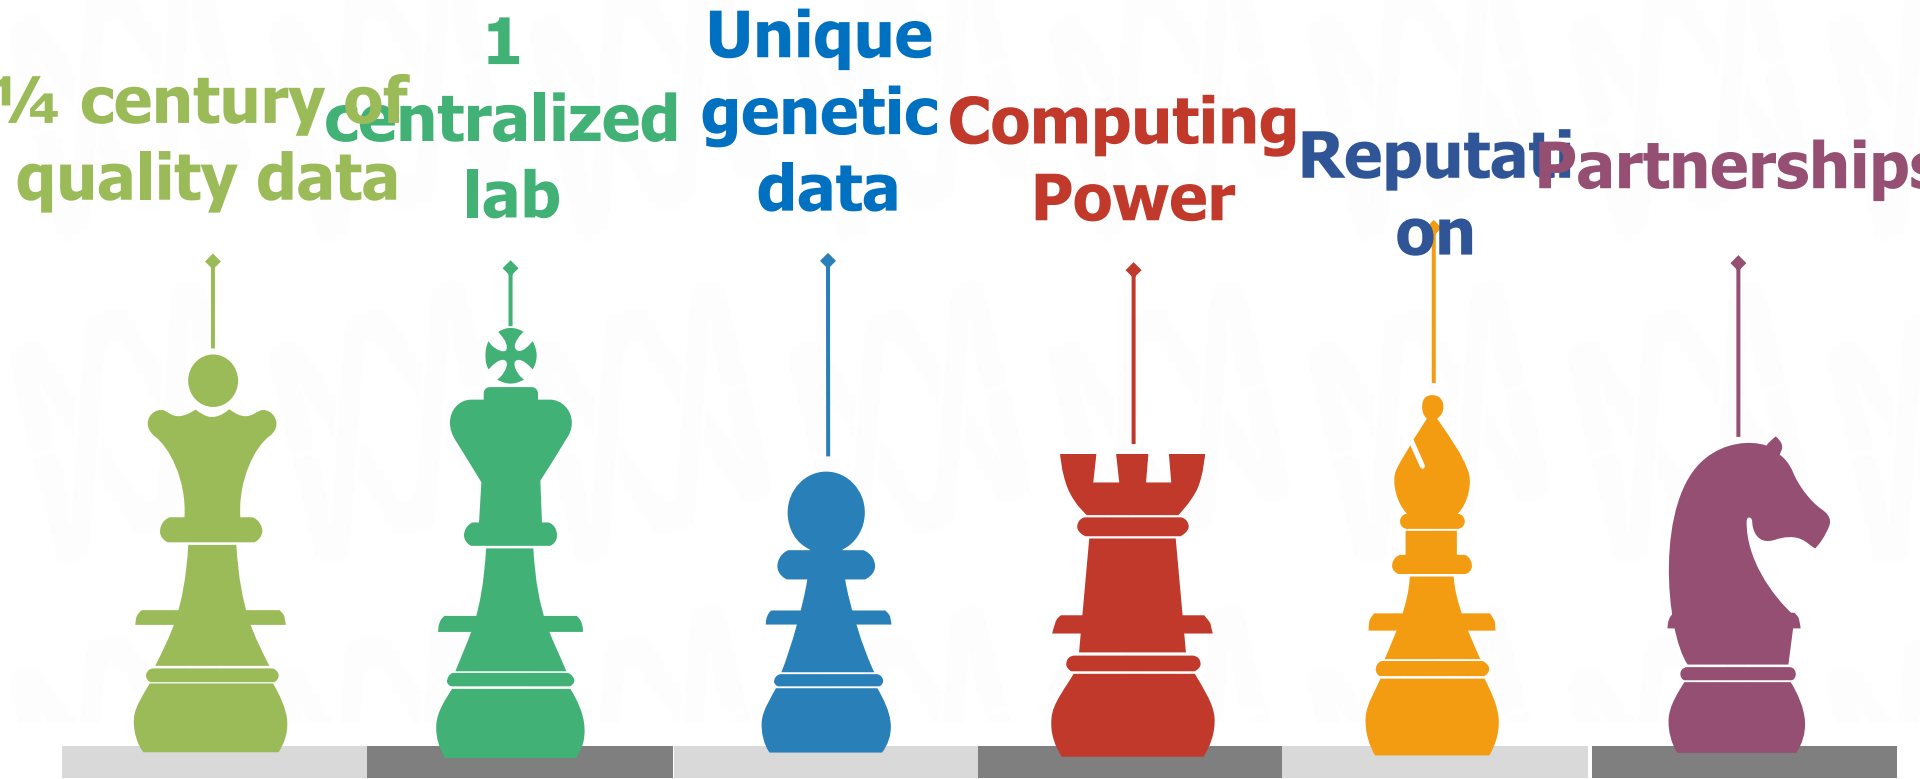 ¼ century of
quality data
1
centralized
lab
Unique
genetic
data
Computing
Power
Reputati
on
Partnerships